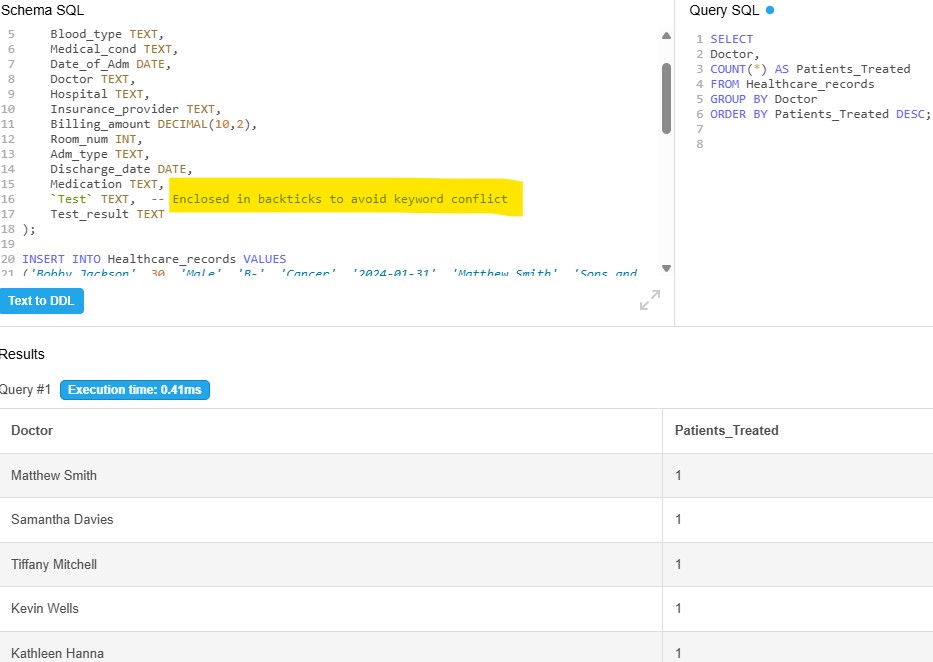 Schema SQL
5 Blood_type TEXT,
6 Medical_cond TEXT,
7 Date_of_Adm DATE,
8 Doctor TEXT,
9 Hospital TEXT,
10 Insurance_provider TEXT,
11 Billing_amount DECIMAL(10,2),
12 Room_num INT,
13 Adm_type TEXT,
14 Discharge_date DATE,
15 Medication TEXT,
16 `Test` TEXT,  -- Enclosed in backticks to avoid keyword conflict
17 Test_result TEXT
18 );
19
20 INSERT INTO Healthcare_records VALUES
21 ('Bobby Jackson', 30, 'Male', 'B-', 'Cancer', '2024-01-31', 'Matthew Smith', 'Sons and
Text to DDL
Query SQL
1 SELECT
2 Doctor,
3 COUNT(*) AS Patients_Treated
4 FROM Healthcare_records
5 GROUP BY Doctor
6 ORDER BY Patients_Treated DESC;
7
8
Results
Query #1 Execution time: 0.41ms
Doctor Patients_Treated
Matthew Smith 1
Samantha Davies 1
Tiffany Mitchell 1
Kevin Wells 1
Kathleen Hanna 1